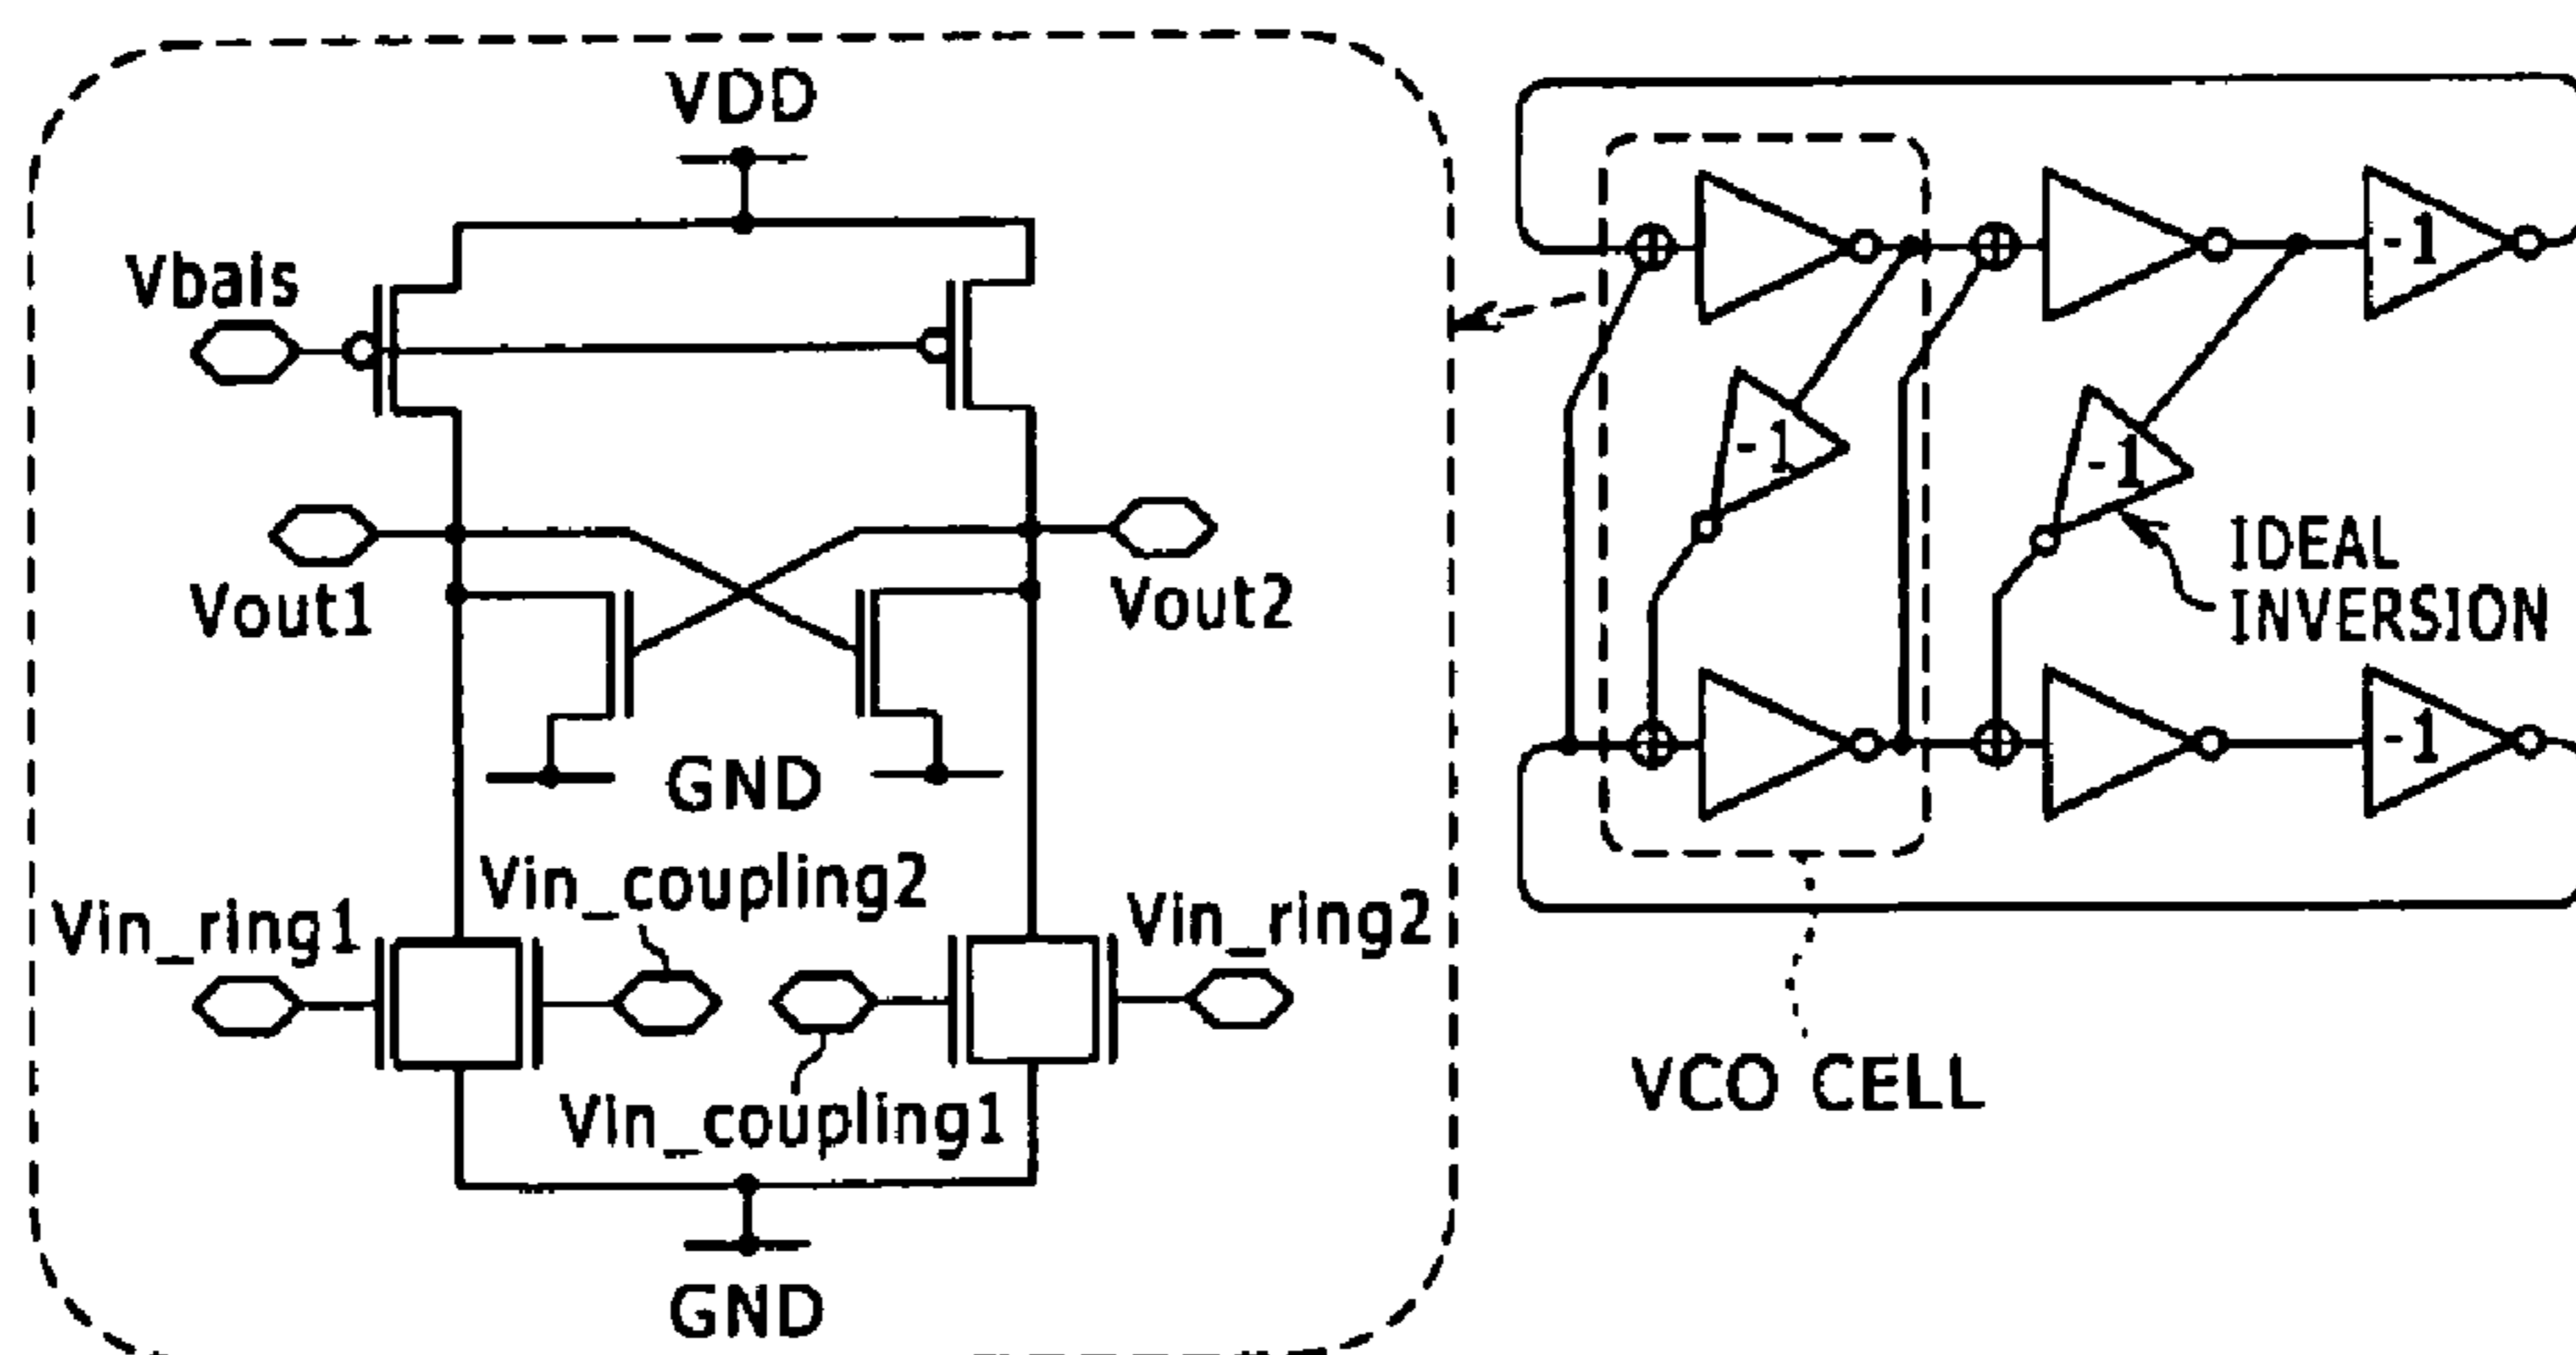 VDD
Vbais
-1
-1
-1
Vout1
Vout2
IDEAL
INVERSION
GND
-1
Vin_coupling2
Vin_ring1
Vin_ring2
Vin_coupling1
VCO CELL
GND